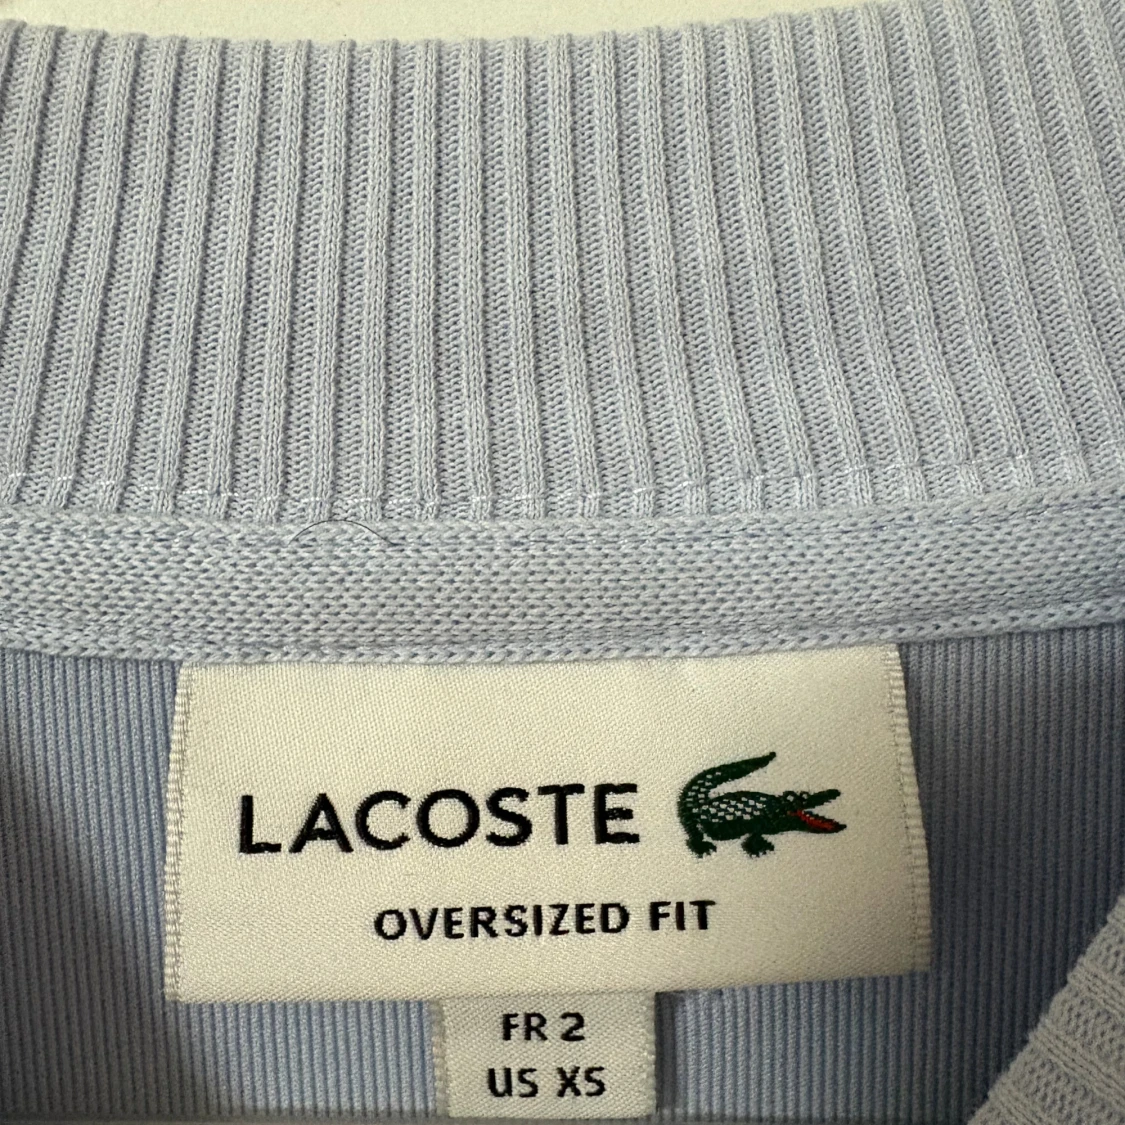 LACOSTE
OVERSIZED FIT
FR 2
US XS